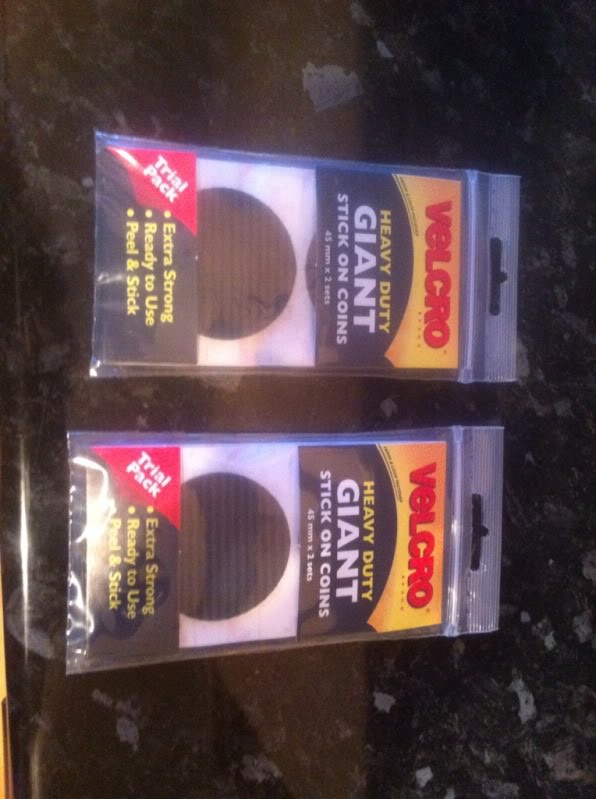 VELCRO
BRAND
HEAVY DUTY
GIANT
STICK ON COINS
45 mm x 2 sets
Trial
Pack
• Extra Strong
• Ready to Use
• Peel & Stick
VELCRO
BRAND
HEAVY DUTY
GIANT
STICK ON COINS
45 mm x 2 sets
Trial
Pack
• Extra Strong
• Ready to Use
• Peel & Stick